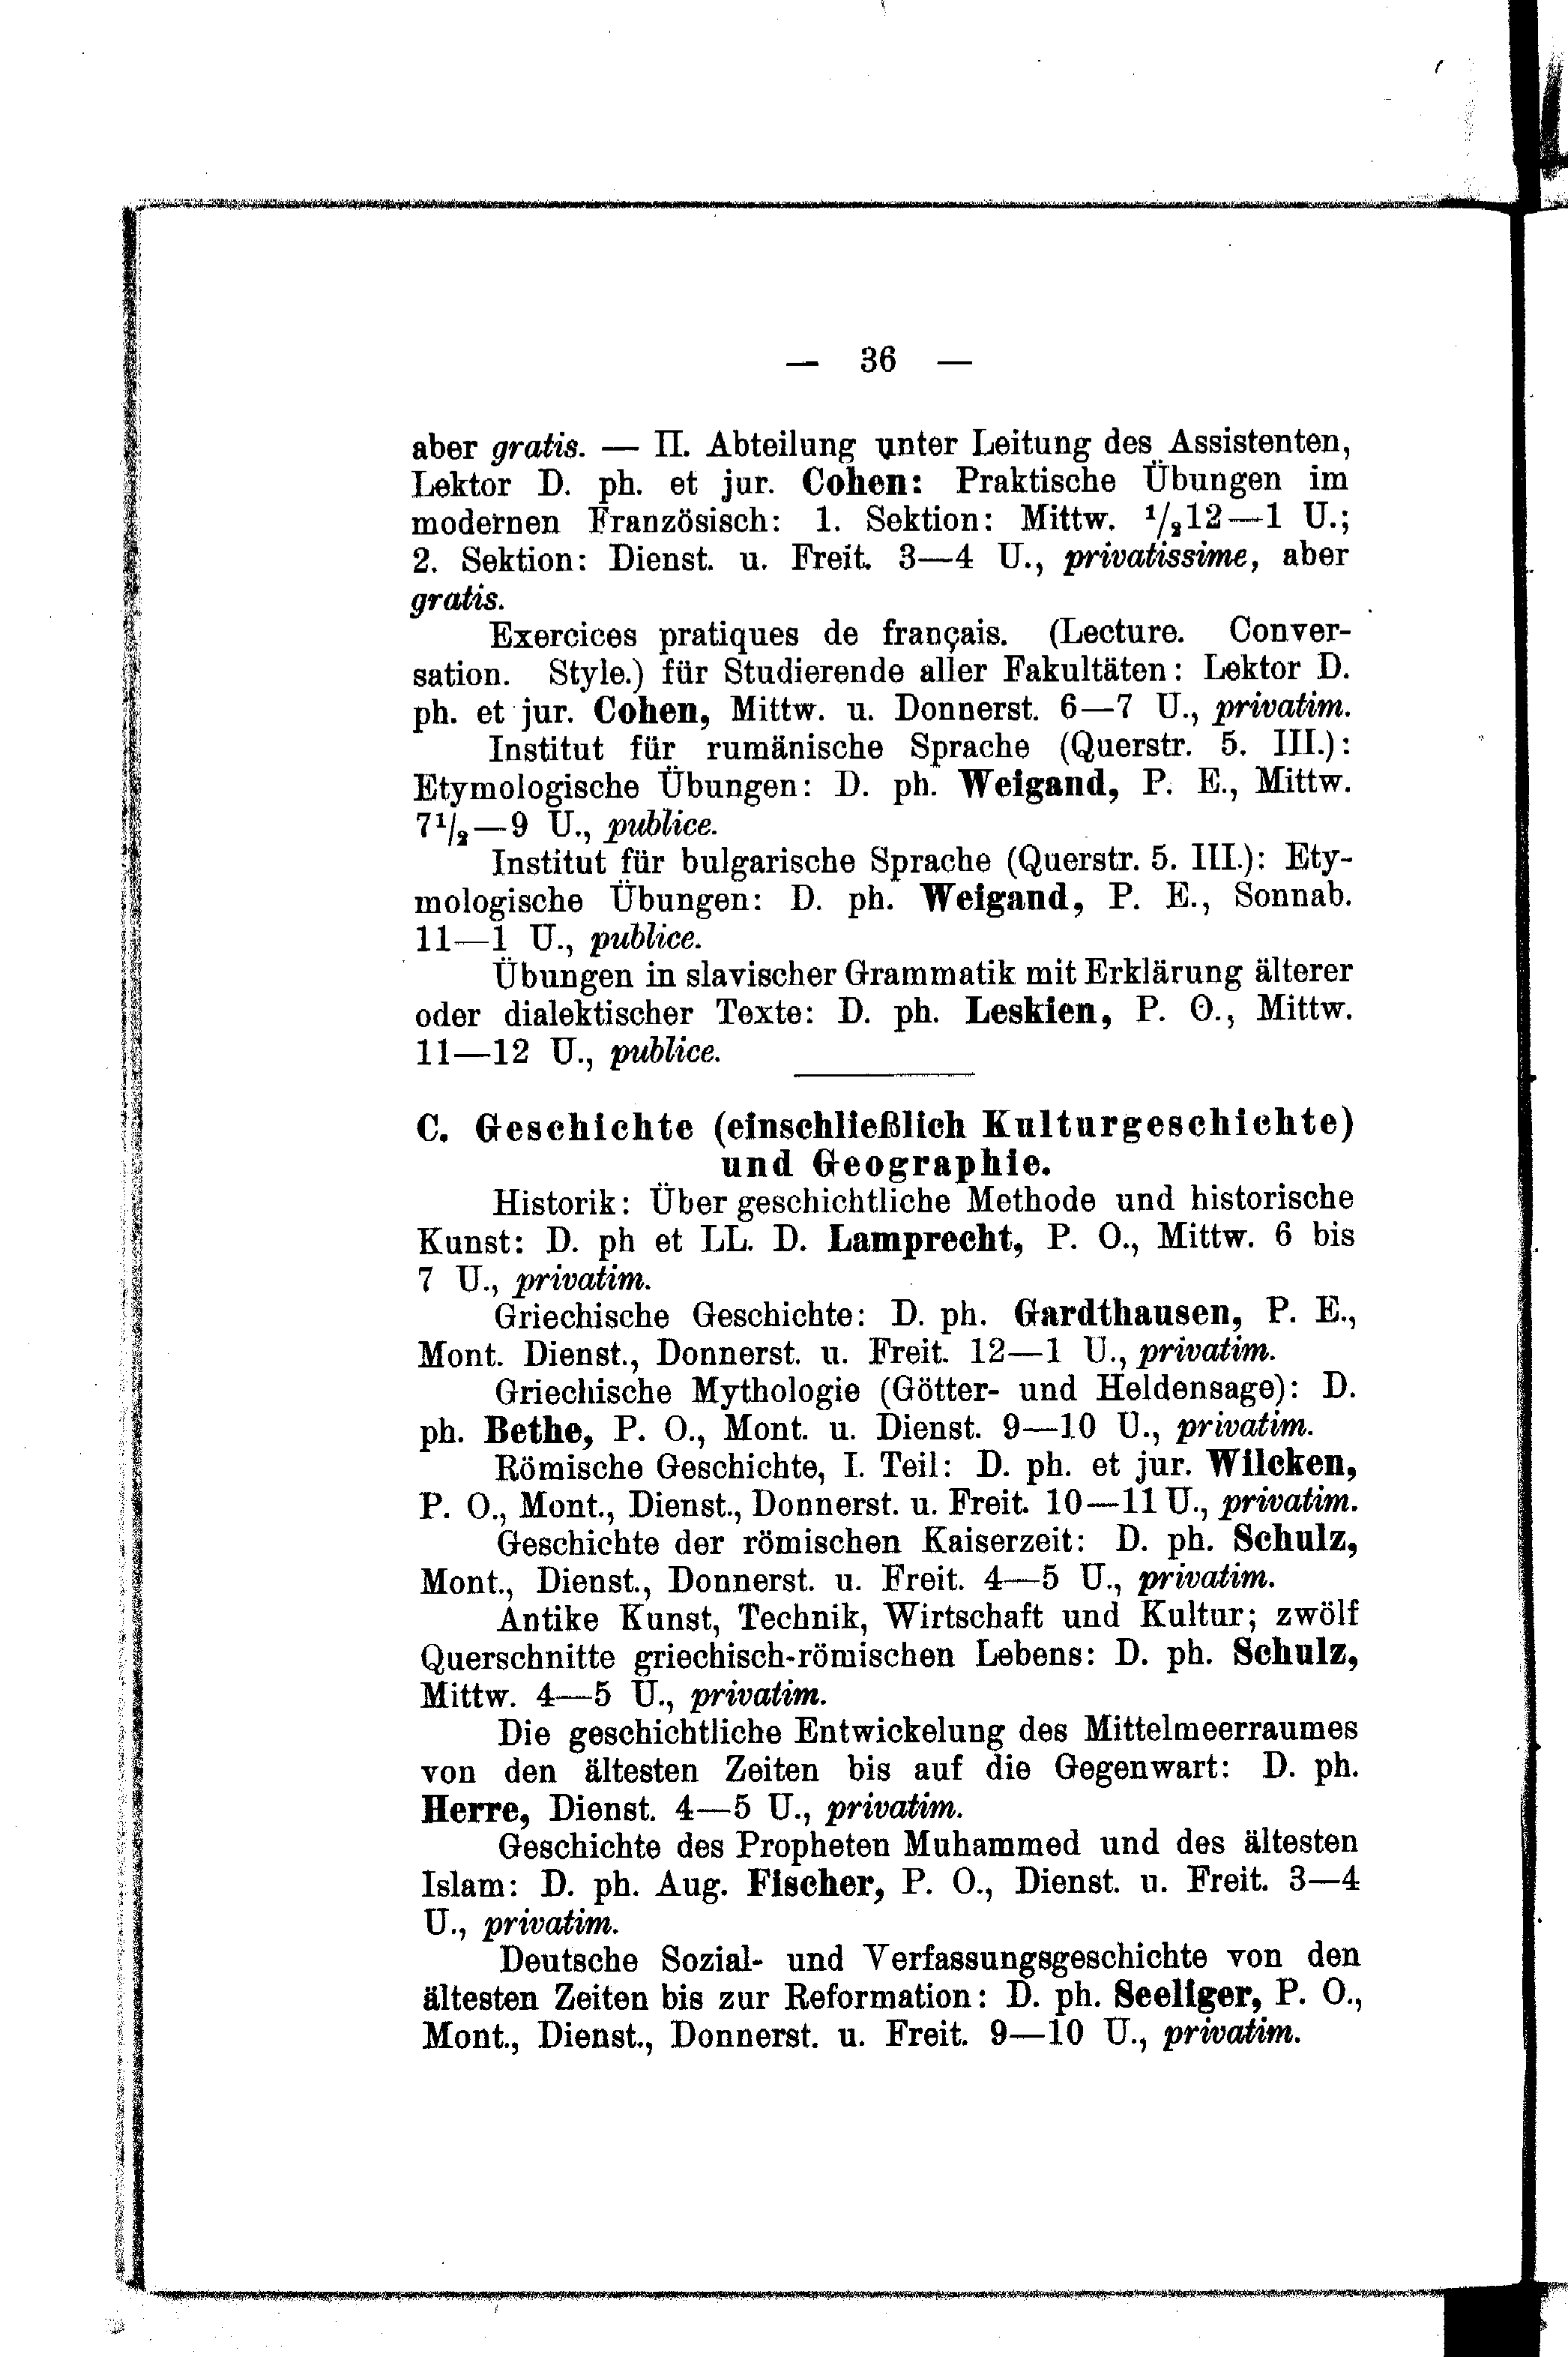 — 36 —
aber gratis. — II. Abteilung unter Leitung des Assistenten,
Lektor D. ph. et jur. Cohen: Praktische Übungen im
modernen Französisch: 1. Sektion: Mittw. ¹/₂12—1 U.;
2. Sektion: Dienst. u. Freit. 3—4 U., privatissime, aber
gratis.
Exercices pratiques de français. (Lecture. Conver-
sation. Style.) für Studierende aller Fakultäten: Lektor D.
ph. et jur. Cohen, Mittw. u. Donnerst. 6—7 U., privatim.
Institut für rumänische Sprache (Querstr. 5. III.):
Etymologische Übungen: D. ph. Weigand, P. E., Mittw.
7¹/₂—9 U., publice.
Institut für bulgarische Sprache (Querstr. 5. III.): Ety-
mologische Übungen: D. ph. Weigand, P. E., Sonnab.
11—1 U., publice.
Übungen in slavischer Grammatik mit Erklärung älterer
oder dialektischer Texte: D. ph. Leskien, P. O., Mittw.
11—12 U., publice.
C. Geschichte (einschließlich Kulturgeschichte)
und Geographie.
Historik: Über geschichtliche Methode und historische
Kunst: D. ph et LL. D. Lamprecht, P. O., Mittw. 6 bis
7 U., privatim.
Griechische Geschichte: D. ph. Gardthausen, P. E.,
Mont. Dienst., Donnerst. u. Freit. 12—1 U., privatim.
Griechische Mythologie (Götter- und Heldensage): D.
ph. Bethe, P. O., Mont. u. Dienst. 9—10 U., privatim.
Römische Geschichte, I. Teil: D. ph. et jur. Wilcken,
P. O., Mont., Dienst., Donnerst. u. Freit. 10—11 U., privatim.
Geschichte der römischen Kaiserzeit: D. ph. Schulz,
Mont., Dienst., Donnerst. u. Freit. 4—5 U., privatim.
Antike Kunst, Technik, Wirtschaft und Kultur; zwölf
Querschnitte griechisch-römischen Lebens: D. ph. Schulz,
Mittw. 4—5 U., privatim.
Die geschichtliche Entwickelung des Mittelmeerraumes
von den ältesten Zeiten bis auf die Gegenwart: D. ph.
Herre, Dienst. 4—5 U., privatim.
Geschichte des Propheten Muhammed und des ältesten
Islam: D. ph. Aug. Fischer, P. O., Dienst. u. Freit. 3—4
U., privatim.
Deutsche Sozial- und Verfassungsgeschichte von den
ältesten Zeiten bis zur Reformation: D. ph. Seeliger, P. O.,
Mont., Dienst., Donnerst. u. Freit. 9—10 U., privatim.